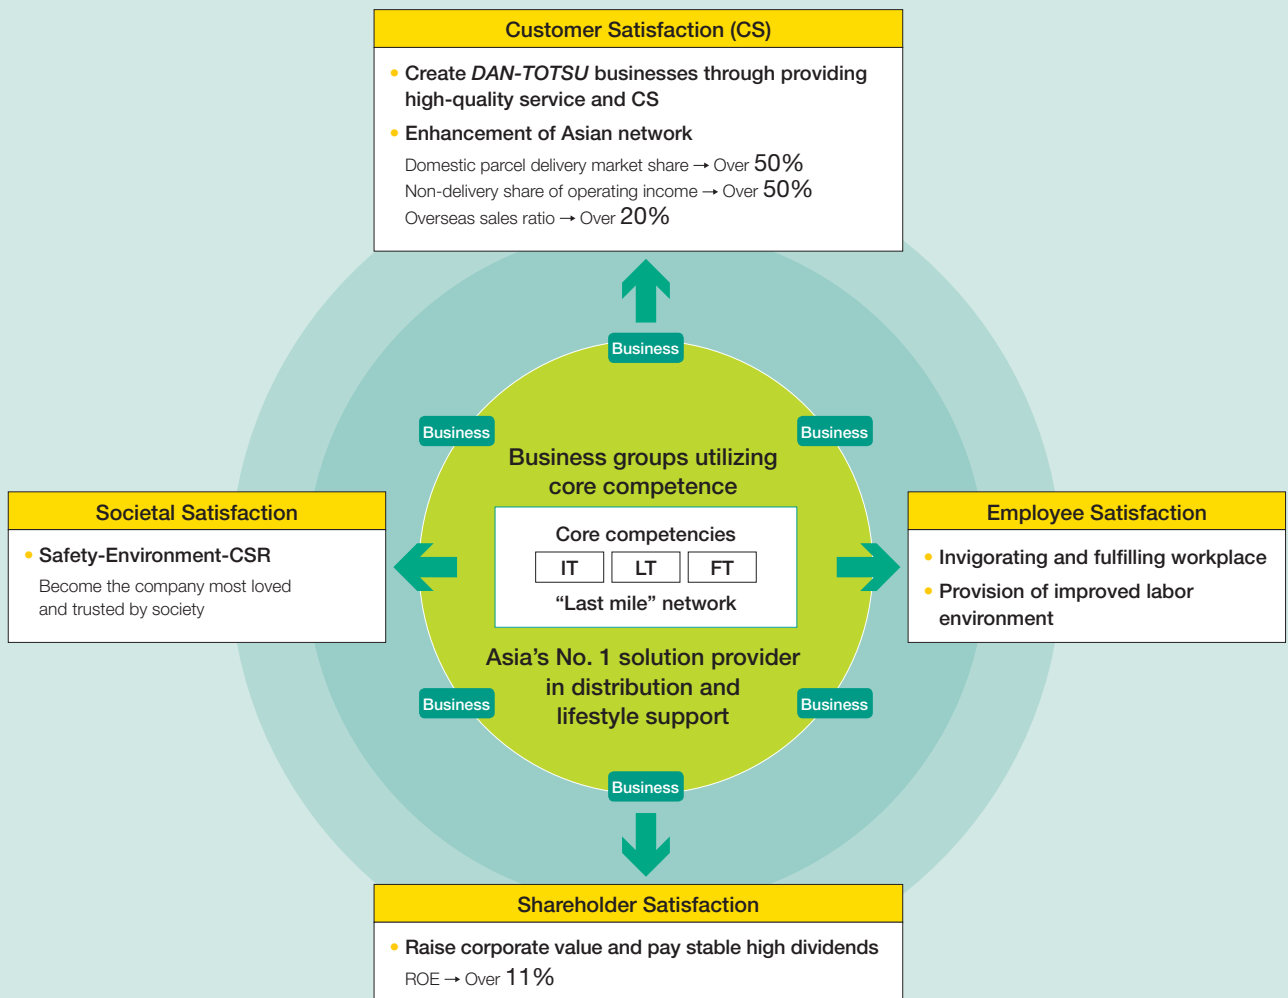 Customer Satisfaction (CS)
• Create DAN-TOTSU businesses through providing
high-quality service and CS
• Enhancement of Asian network
Domestic parcel delivery market share → Over 50%
Non-delivery share of operating income → Over 50%
Overseas sales ratio → Over 20%
Business
Business
Business
Business groups utilizing
core competence
Societal Satisfaction
• Safety-Environment-CSR
Become the company most loved
and trusted by society
Core competencies
IT LT FT
“Last mile” network
Employee Satisfaction
• Invigorating and fulfilling workplace
• Provision of improved labor
environment
Asia’s No. 1 solution provider
in distribution and
lifestyle support
Business
Business
Business
Shareholder Satisfaction
• Raise corporate value and pay stable high dividends
ROE → Over 11%